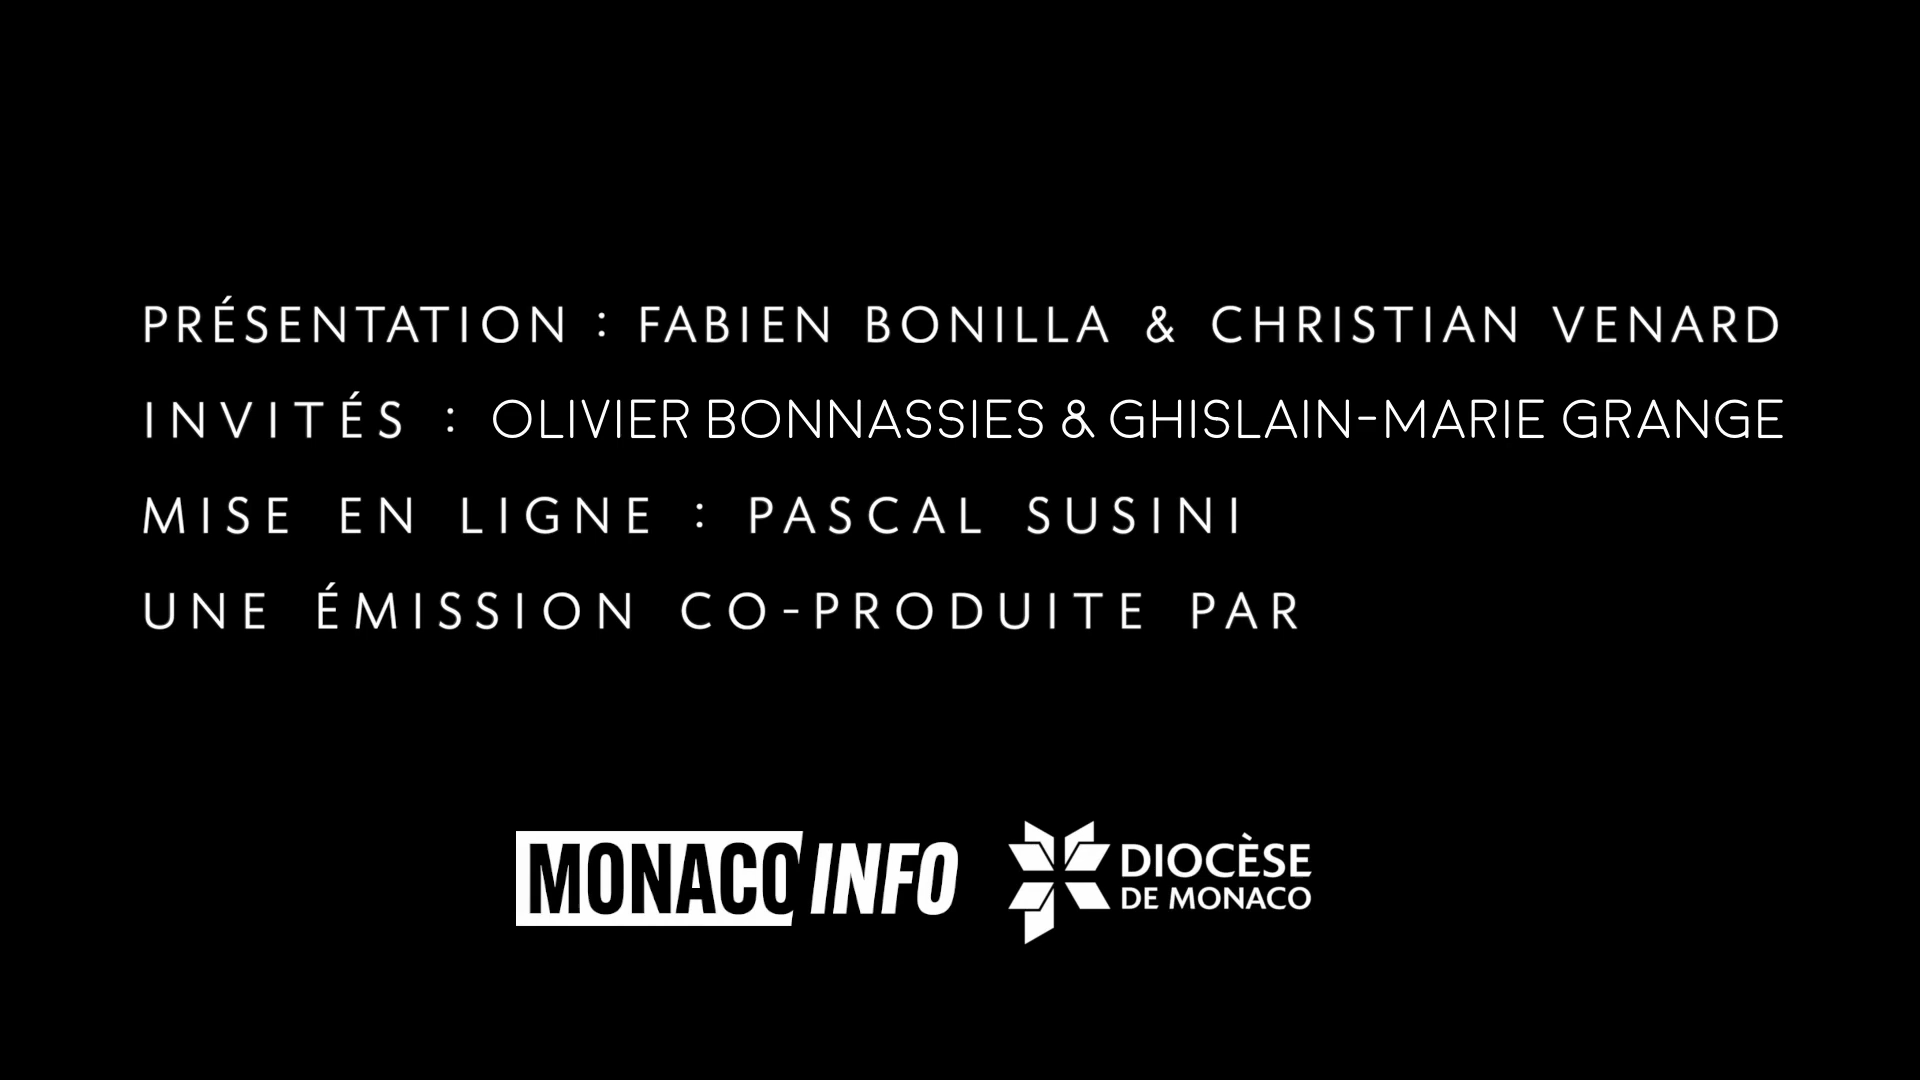 PRÉSENTATION : FABIEN BONILLA & CHRISTIAN VENARD
INVITÉS : OLIVIER BONNASSIES & GHISLAIN-MARIE GRANGE
MISE EN LIGNE : PASCAL SUSINI
UNE ÉMISSION CO-PRODUITE PAR
MONACO INFO
DIOCÈSE
DE MONACO